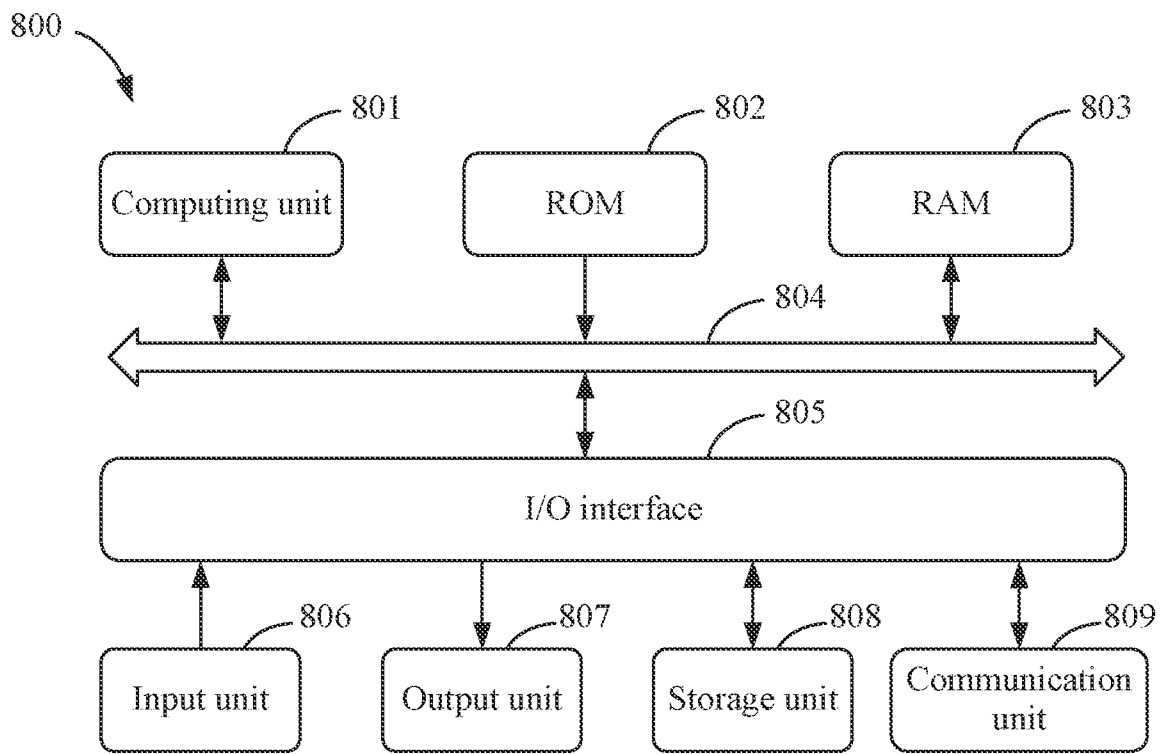 800
801
802
803
Computing unit
ROM
RAM
804
805
I/O interface
806
807
808
809
Input unit
Output unit
Storage unit
Communication
unit